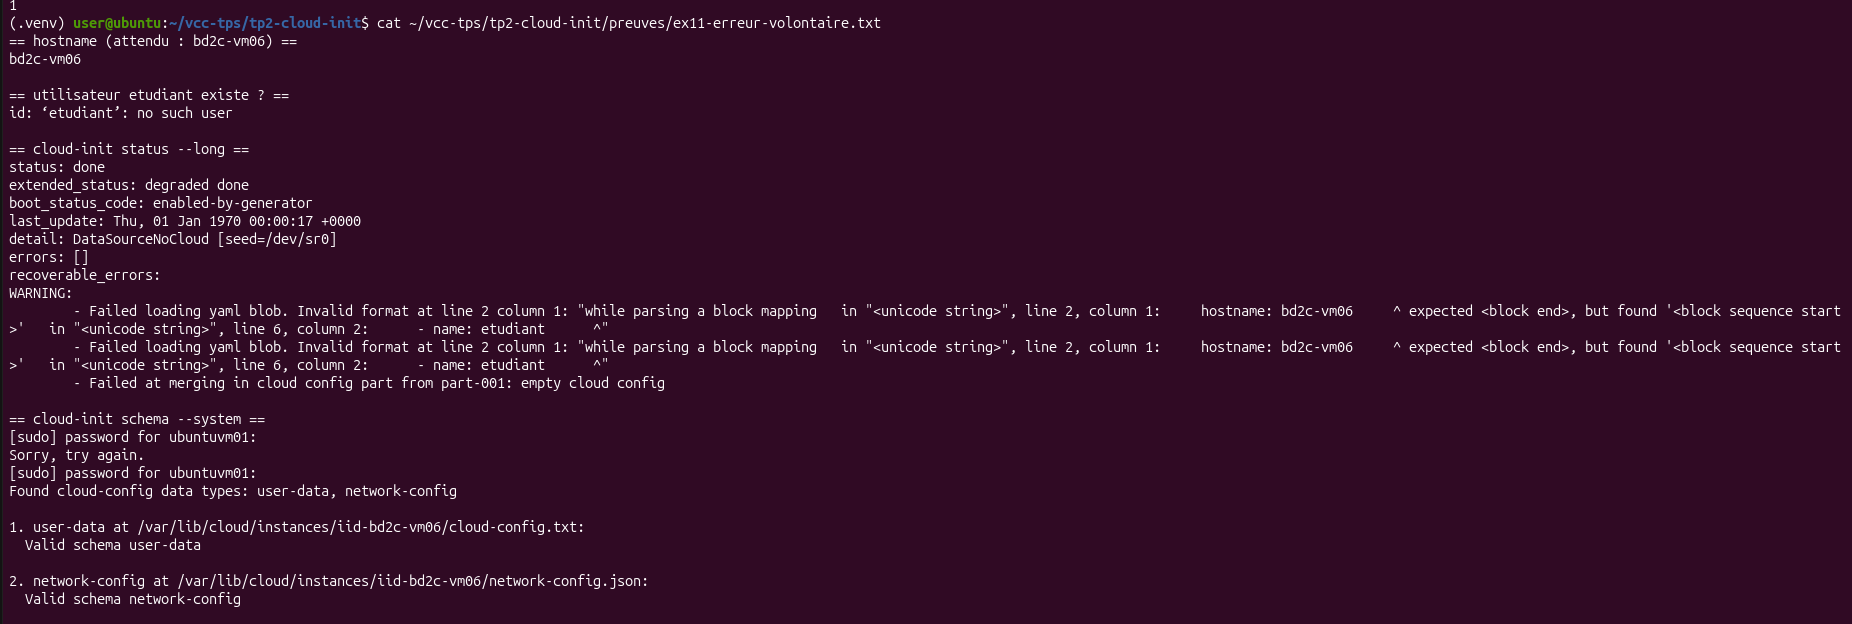 1
(.venv) user@ubuntu:~/vcc-tps/tp2-cloud-init$ cat ~/vcc-tps/tp2-cloud-init/preuves/ex11-erreur-volontaire.txt
== hostname (attendu : bd2c-vm06) ==
bd2c-vm06

== utilisateur etudiant existe ? ==
id: ‘etudiant’: no such user

== cloud-init status --long ==
status: done
extended_status: degraded done
boot_status_code: enabled-by-generator
last_update: Thu, 01 Jan 1970 00:00:17 +0000
detail: DataSourceNoCloud [seed=/dev/sr0]
errors: []
recoverable_errors:
WARNING:
        - Failed loading yaml blob. Invalid format at line 2 column 1: "while parsing a block mapping   in "<unicode string>", line 2, column 1:     hostname: bd2c-vm06     ^ expected <block end>, but found '<block sequence start
>'   in "<unicode string>", line 6, column 2:      - name: etudiant      ^"
        - Failed loading yaml blob. Invalid format at line 2 column 1: "while parsing a block mapping   in "<unicode string>", line 2, column 1:     hostname: bd2c-vm06     ^ expected <block end>, but found '<block sequence start
>'   in "<unicode string>", line 6, column 2:      - name: etudiant      ^"
        - Failed at merging in cloud config part from part-001: empty cloud config

== cloud-init schema --system ==
[sudo] password for ubuntuvm01:
Sorry, try again.
[sudo] password for ubuntuvm01:
Found cloud-config data types: user-data, network-config

1. user-data at /var/lib/cloud/instances/iid-bd2c-vm06/cloud-config.txt:
  Valid schema user-data

2. network-config at /var/lib/cloud/instances/iid-bd2c-vm06/network-config.json:
  Valid schema network-config